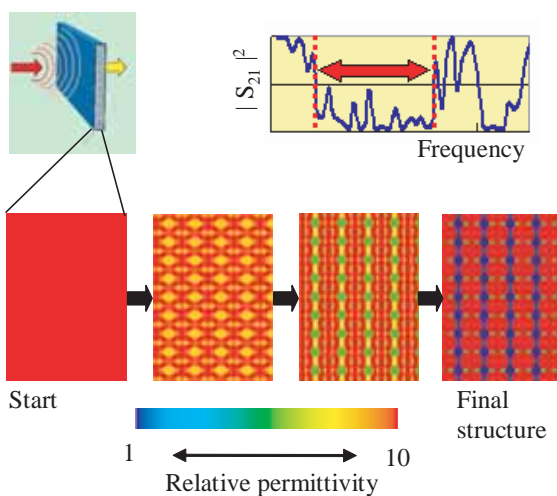 | S21 |²
Frequency
Start
Final
structure
1
10
Relative permittivity